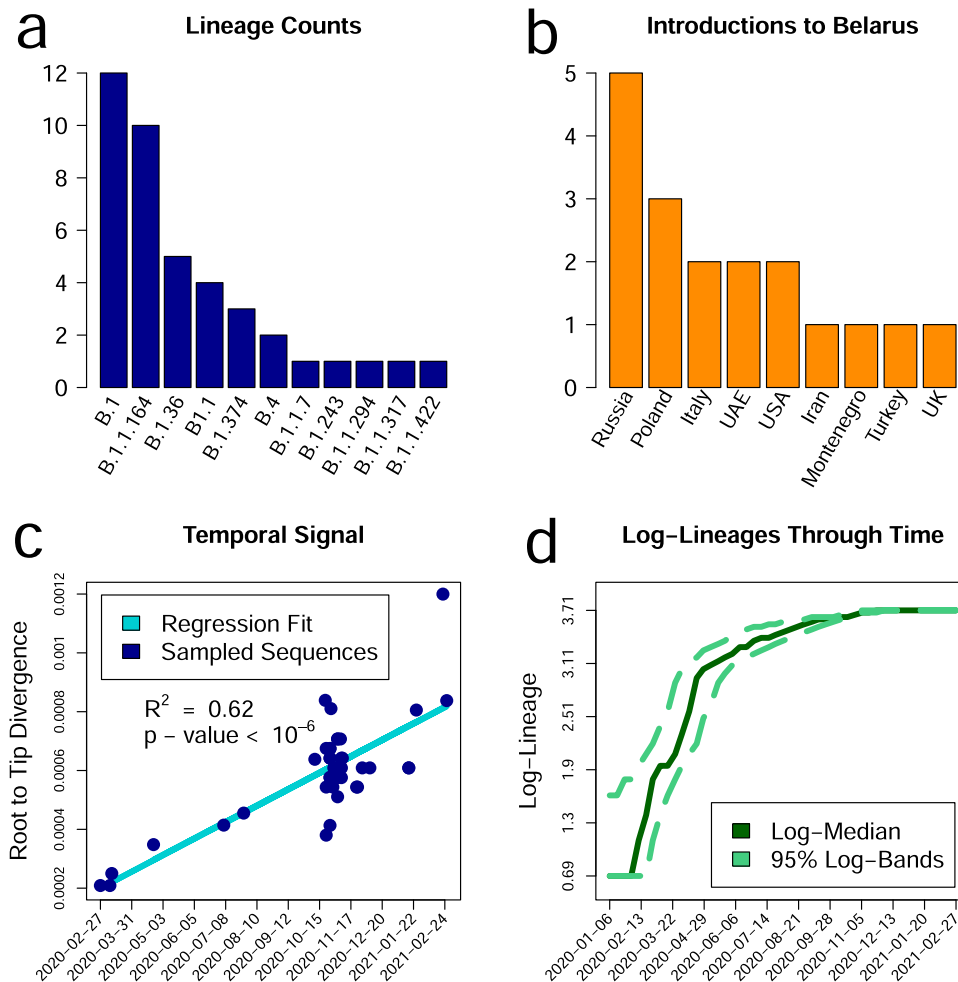 a
Lineage Counts
12
10
8
6
4
2
0
B.1
B.1.1.164
B.1.36
B1.1
B.1.374
B.4
B.1.1.7
B.1.243
B.1.1.294
B.1.1.317
B.1.1.422
b
Introductions to Belarus
5
4
3
2
1
0
Russia
Poland
Italy
UAE
USA
Iran
Montenegro
Turkey
UK
c
Temporal Signal
Root to Tip Divergence
0.0012
0.001
0.0008
0.0006
0.0004
0.0002
Regression Fit
Sampled Sequences
R² = 0.62
p – value < 10⁻⁶
2020−02−27
2020−03−31
2020−05−03
2020−06−05
2020−07−08
2020−08−10
2020−09−12
2020−10−15
2020−11−17
2020−12−20
2021−01−22
2021−02−24
d
Log−Lineages Through Time
Log−Lineage
3.71
3.11
2.51
1.9
1.3
0.69
Log−Median
95% Log−Bands
2020−01−06
2020−02−13
2020−03−22
2020−04−29
2020−06−06
2020−07−14
2020−08−21
2020−09−28
2020−11−05
2020−12−13
2021−01−20
2021−02−27